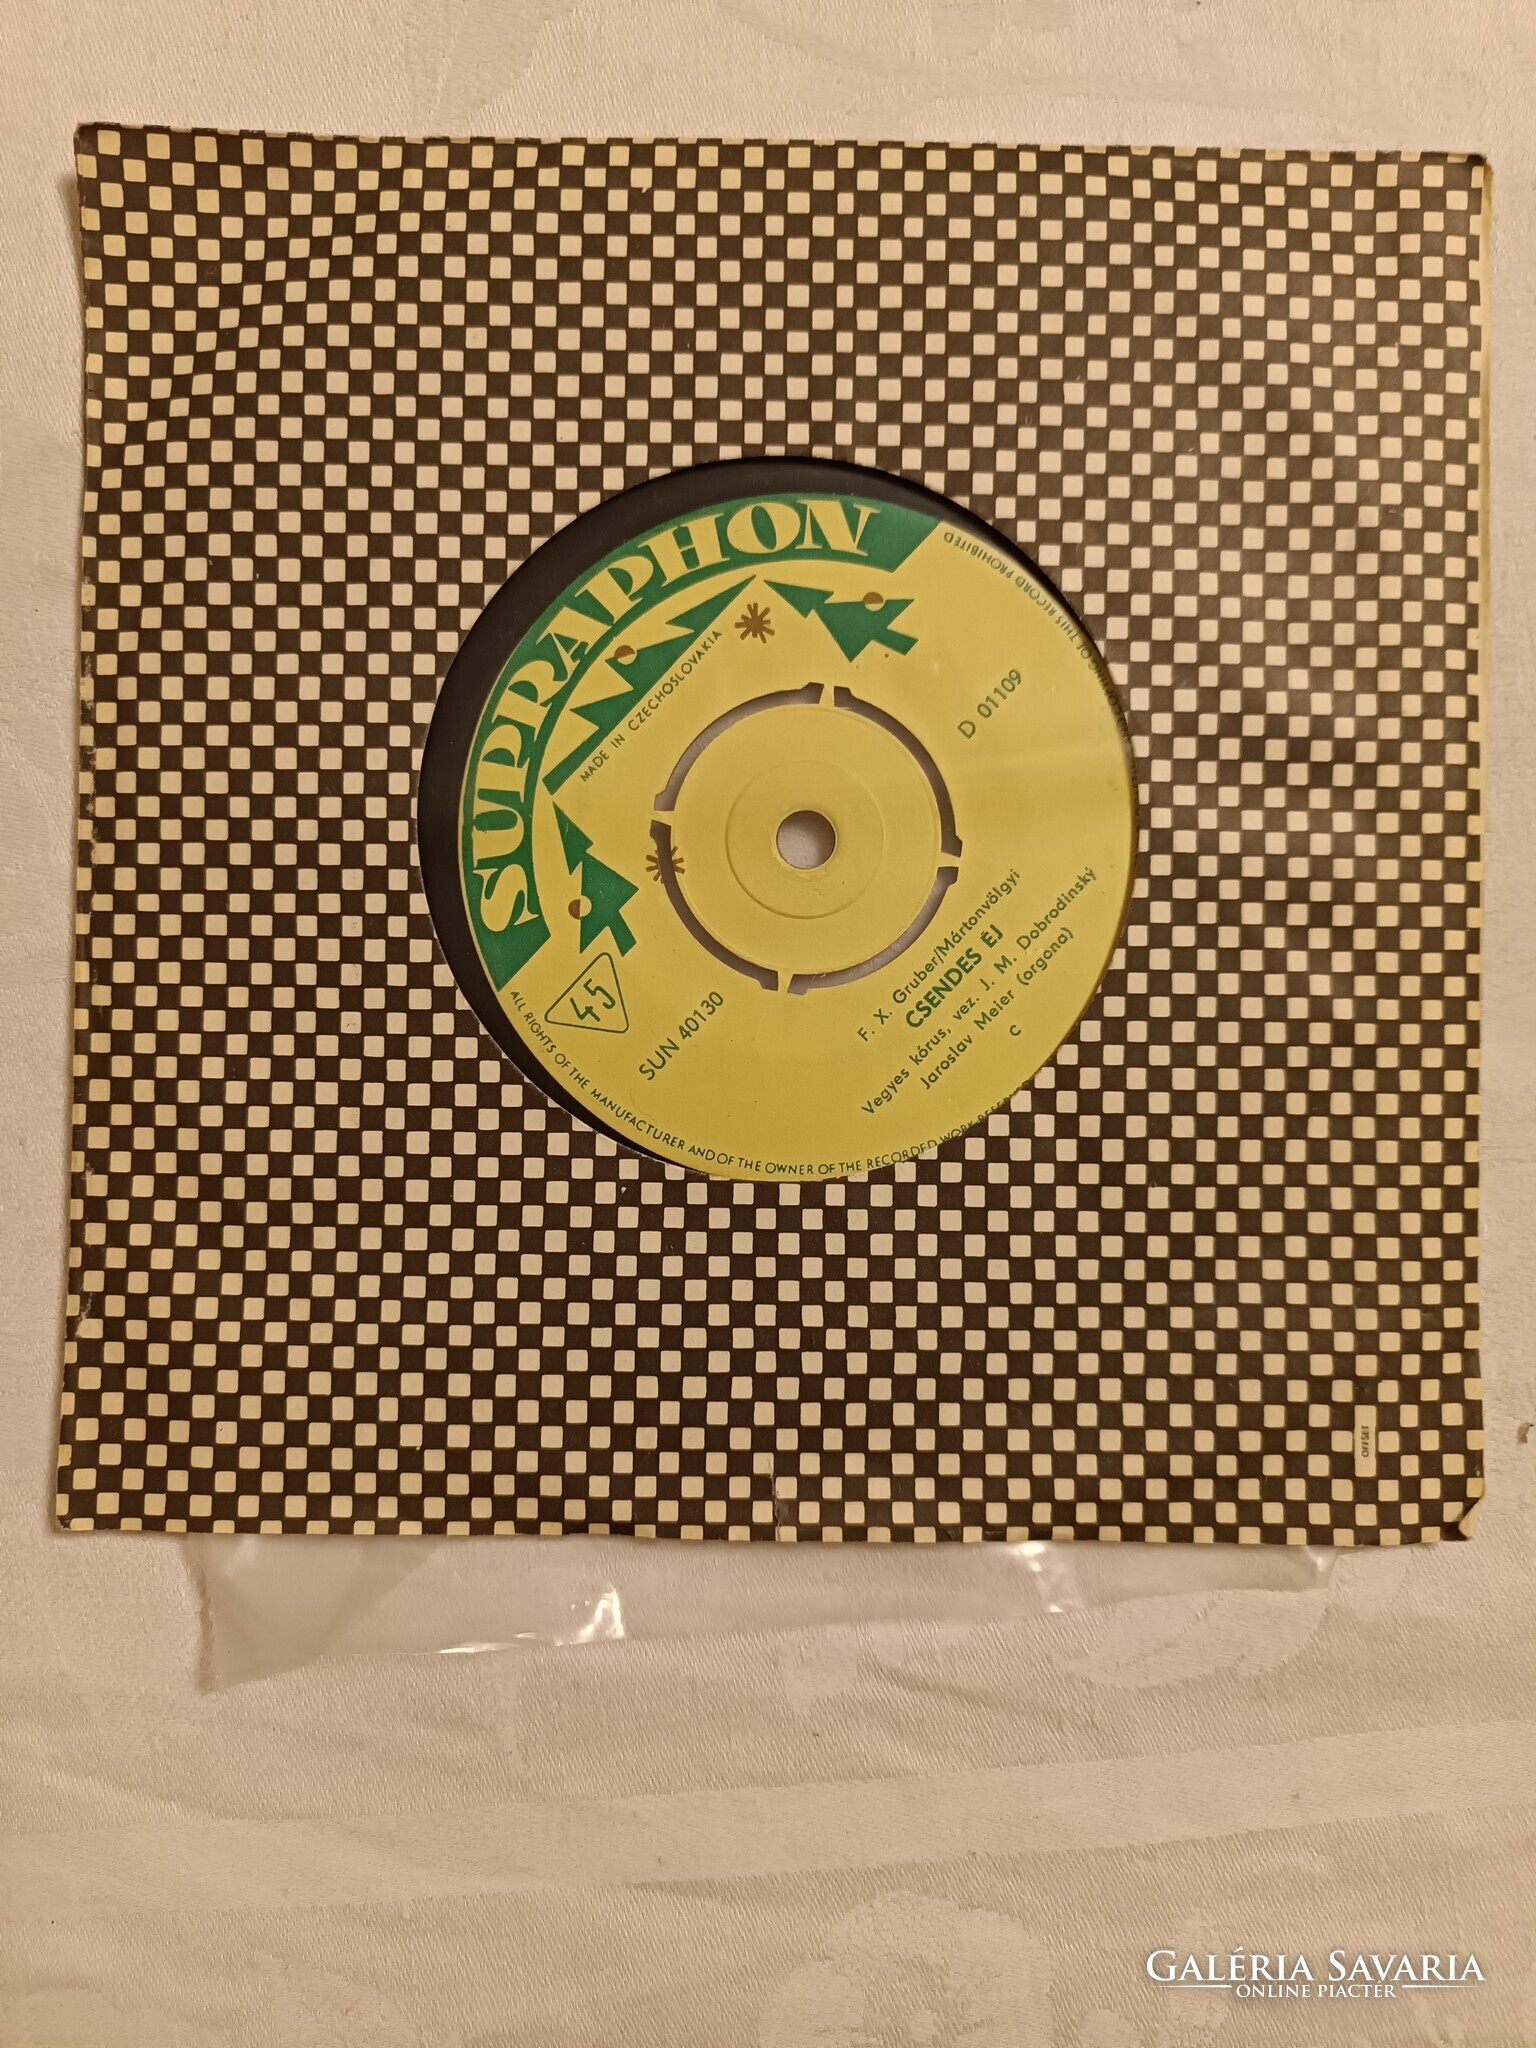 SUPRAPHON
MADE IN CZECHOSLOVAKIA
45
SUN 40130
D 01109
F. X. Gruber/Mártonvölgyi
CSENDES ÉJ
Vegyes kórus, vez. J. M. Dobrodinský
Jaroslav Meier (orgona)
C
ALL RIGHTS OF THE MANUFACTURER AND OF THE OWNER OF THE RECORDED WORK
OF THIS RECORD PROHIBITED
OFFSET
GALÉRIA SAVARIA
ONLINE PIACTÉR